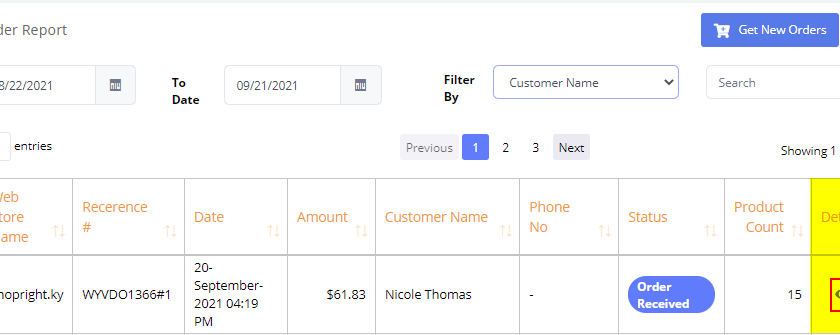 der Report
Get New Orders
8/22/2021
To
Date
09/21/2021
Filter
By
Customer Name
Search
entries
Previous
1
2
3
Next
Showing 1
Web
tore
ame
Recerence
#
Date
Amount
Customer Name
Phone
No
Status
Product
Count
Det
hopright.ky
WYVDO1366#1
20-
September-
2021 04:19
PM
$61.83
Nicole Thomas
-
Order
Received
15